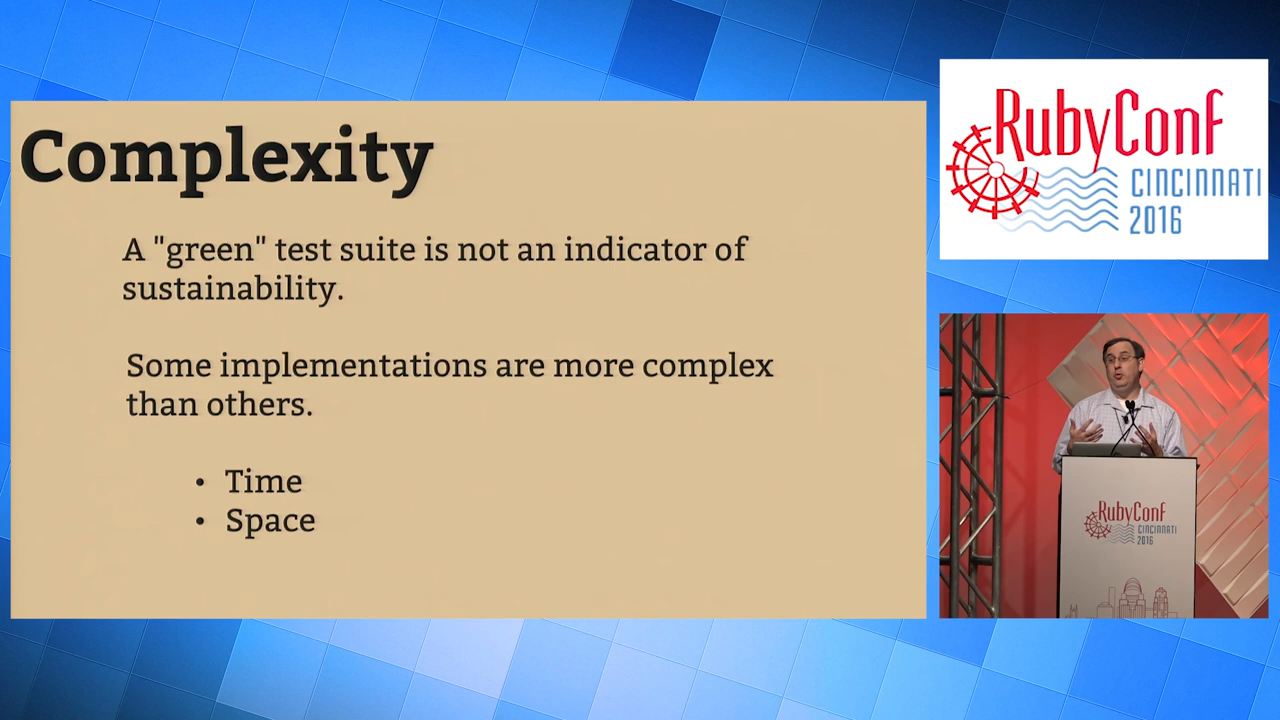 Complexity
A "green" test suite is not an indicator of
sustainability.
Some implementations are more complex
than others.
• Time
• Space
RubyConf
CINCINNATI
2016
RubyConf
CINCINNATI
2016